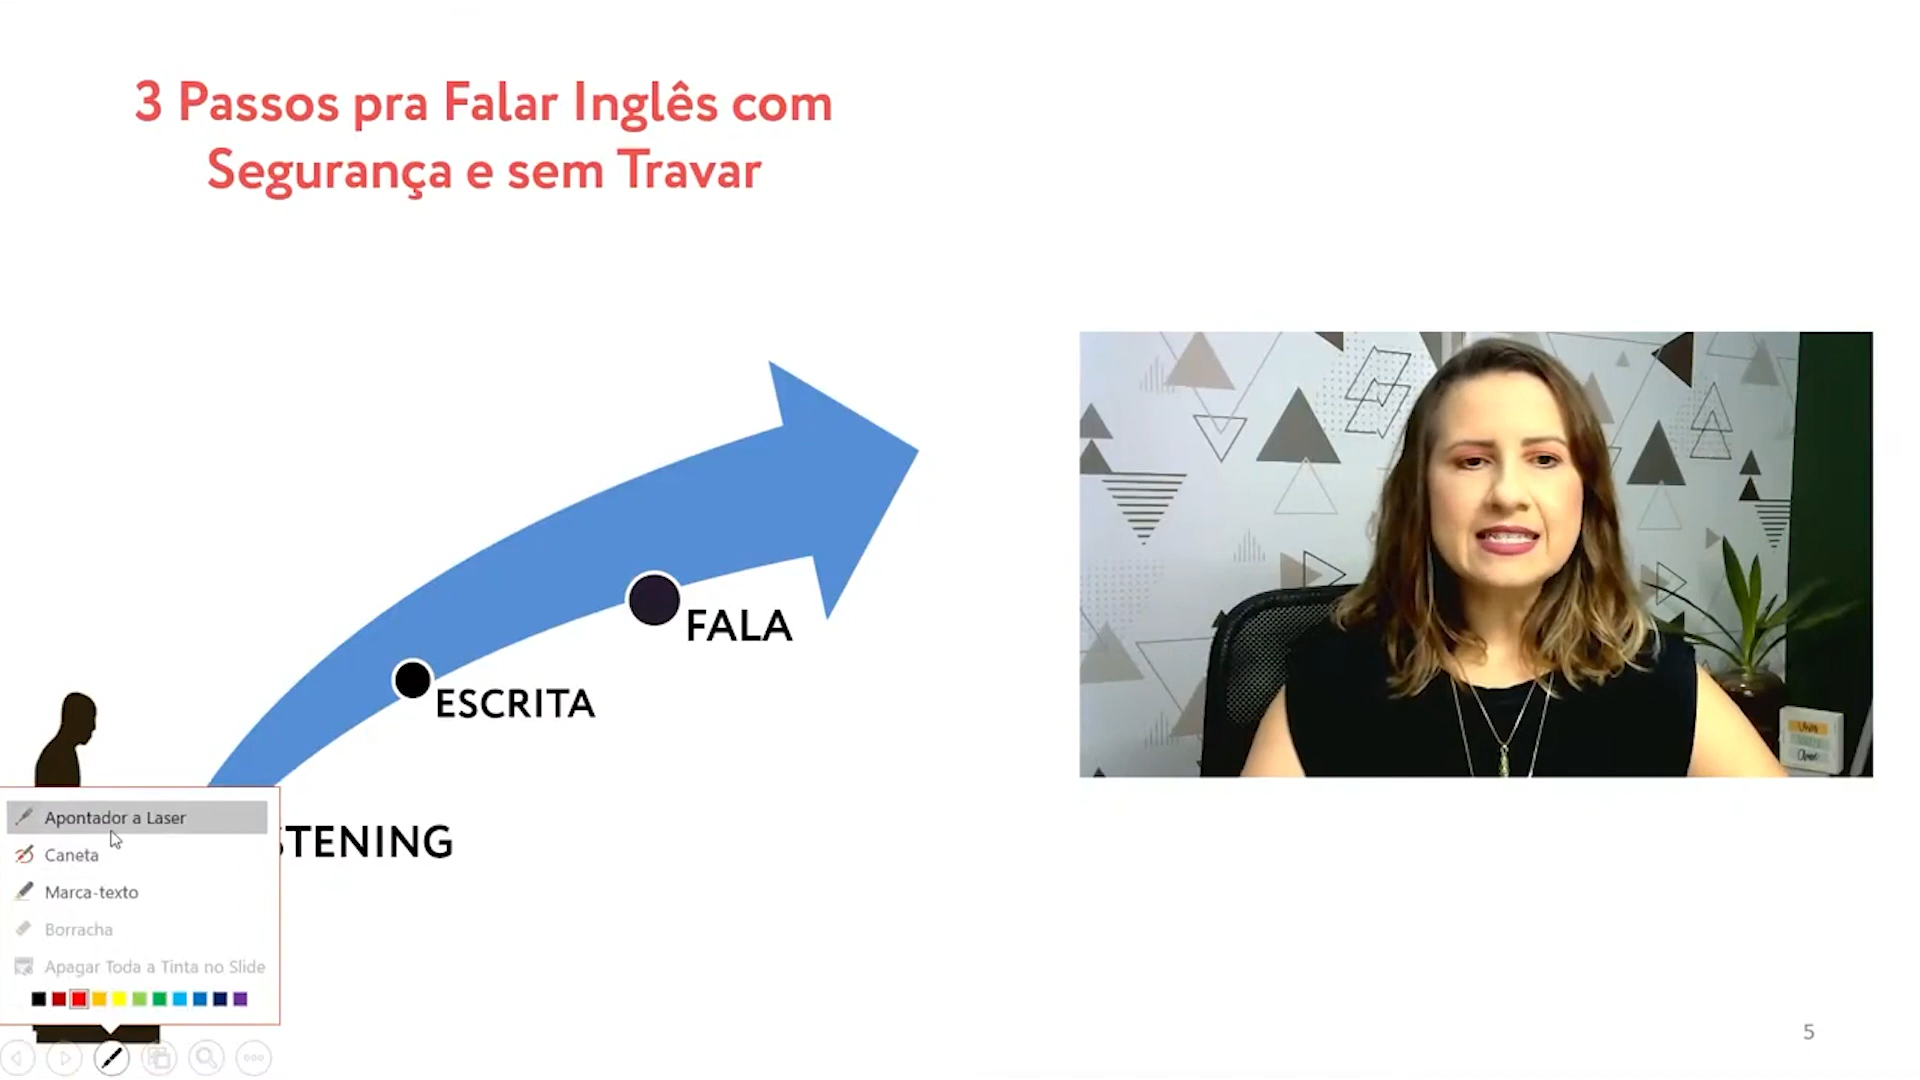 3 Passos pra Falar Inglês com
Segurança e sem Travar
FALA
ESCRITA
STENING
Apontador a Laser
Caneta
Marca-texto
Borracha
Apagar Toda a Tinta no Slide
5